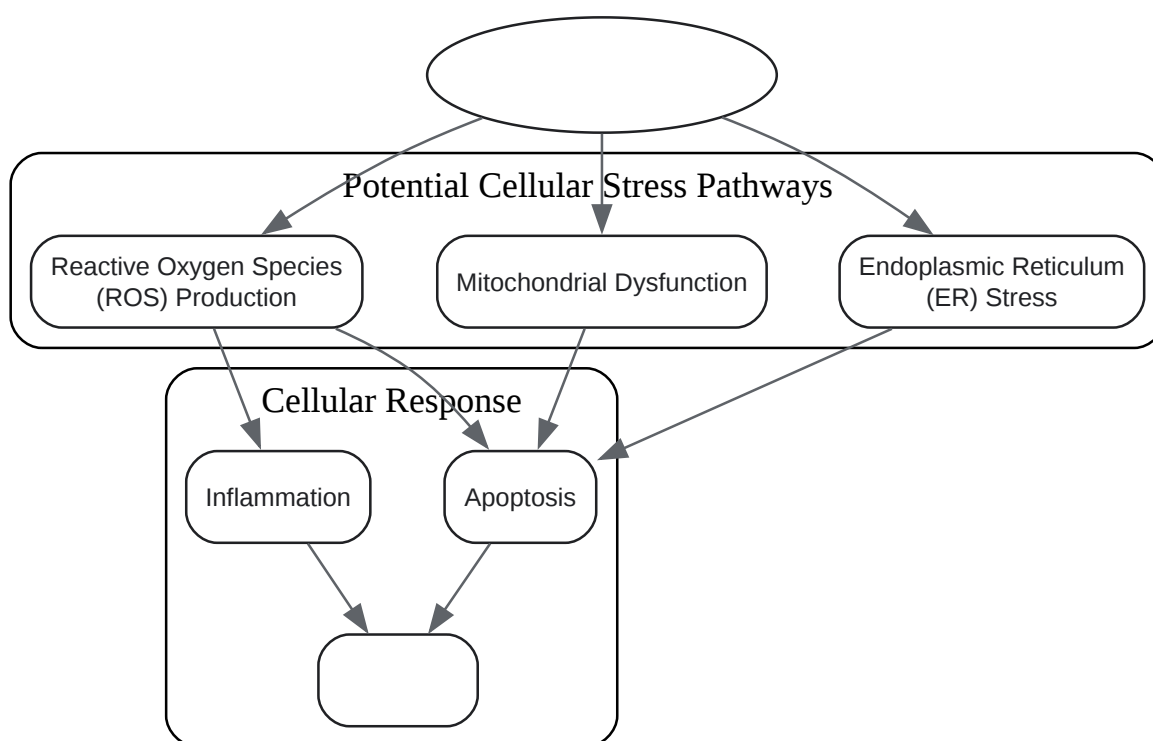 Potential Cellular Stress Pathways
Reactive Oxygen Species
(ROS) Production
Mitochondrial Dysfunction
Endoplasmic Reticulum
(ER) Stress
Cellular Response
Inflammation
Apoptosis